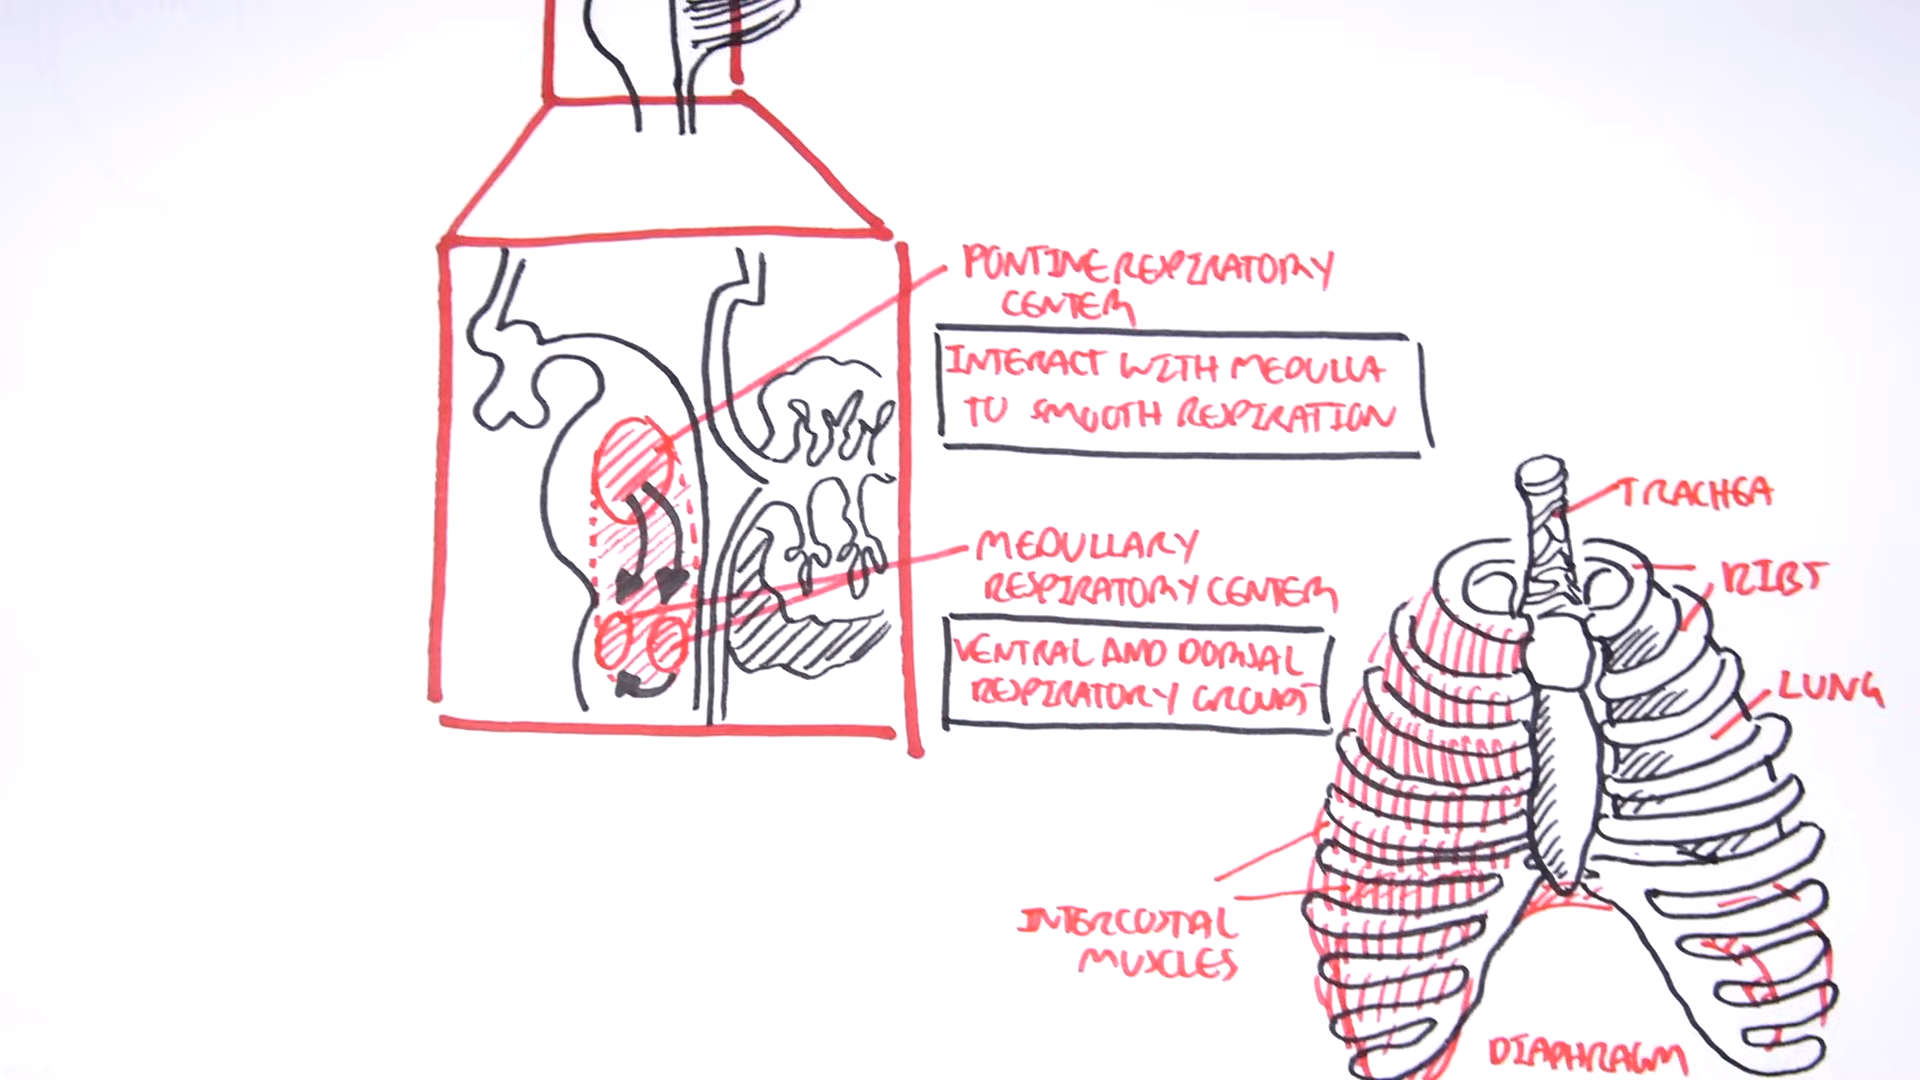 PONTINE RESPIRATORY
CENTER
INTERACT WITH MEDULLA
TO SMOOTH RESPIRATION
MEDULLARY
RESPIRATORY CENTER
VENTRAL AND DORSAL
RESPIRATORY GROUPS
TRACHEA
RIBS
LUNG
INTERCOSTAL
MUSCLES
DIAPHRAGM